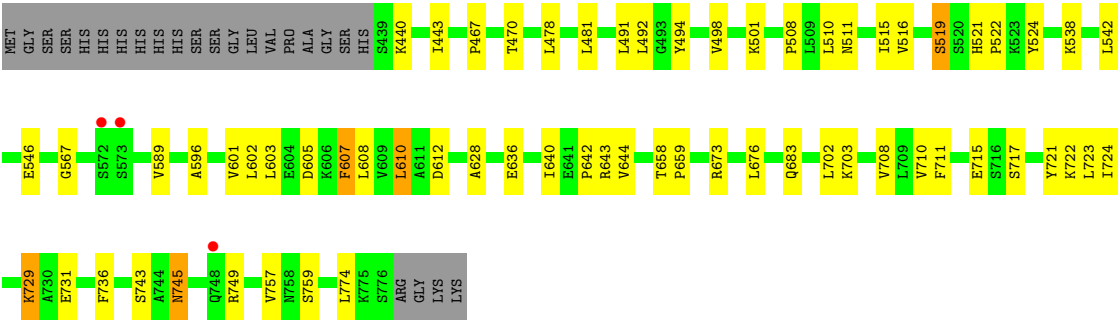 MET GLY SER SER HIS HIS HIS HIS HIS HIS SER SER GLY LEU VAL PRO ALA GLY SER HIS S439 K440 I443 P467 T470 L478 L481 L491 L492 G493 Y494 V498 K501 P508 L509 L510 N511 I515 V516 S519 S520 H521 P522 K523 Y524 K538 L542
E546 G567 S572 S573 V589 A596 V601 L602 L603 E604 D605 K606 F607 L608 V609 L610 A611 D612 A628 E636 I640 E641 P642 R643 V644 T658 P659 R673 L676 Q683 L702 K703 V708 L709 V710 F711 E715 S716 S717 Y721 K722 L723 I724
K729 A730 E731 F736 S743 A744 N745 Q748 R749 V757 N758 S759 L774 K775 S776 ARG GLY LYS LYS